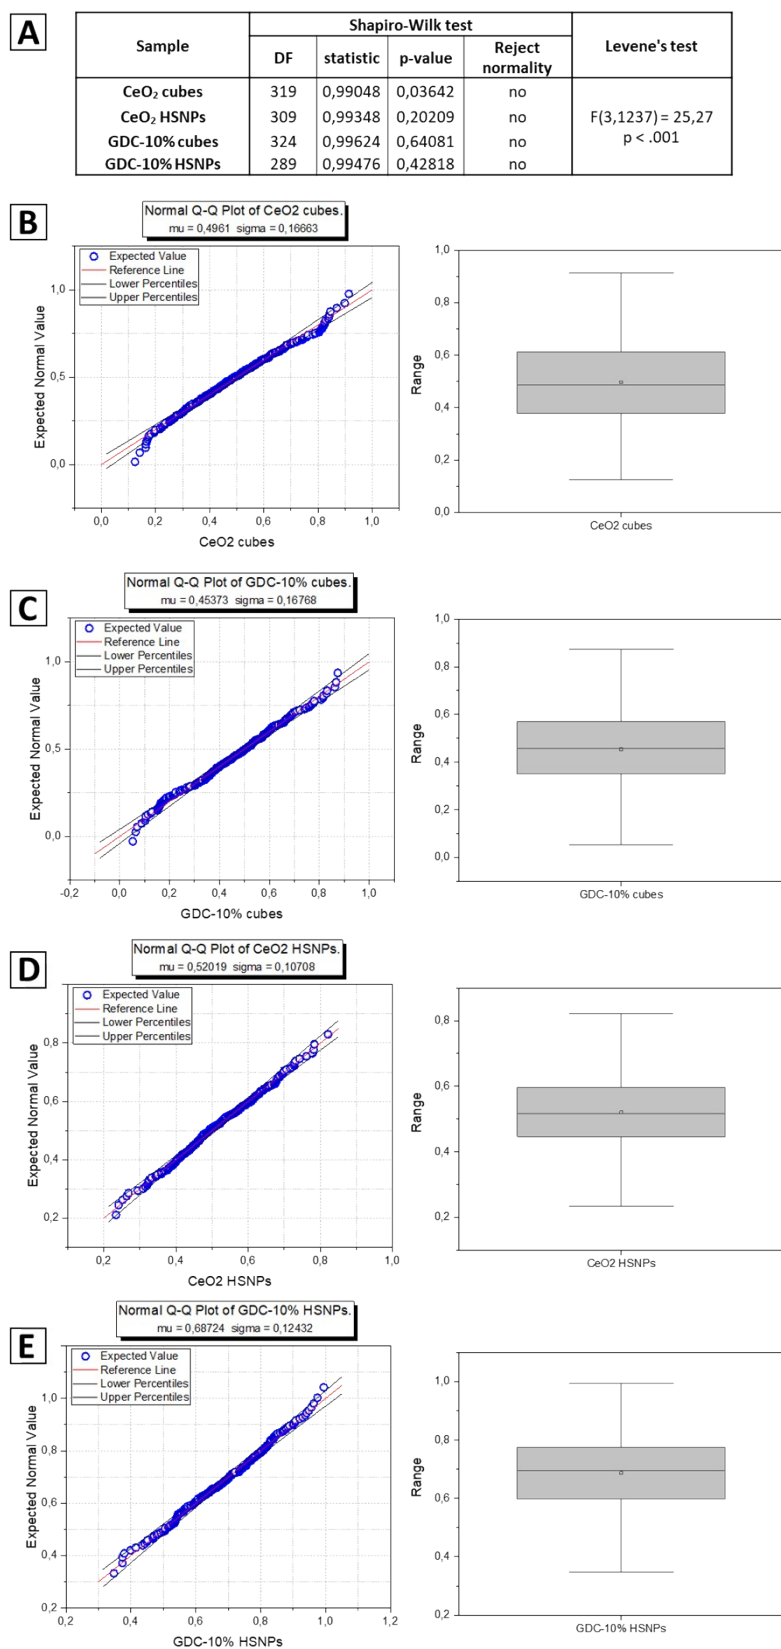 A
Sample
Shapiro-Wilk test
Levene's test
DF
statistic
p-value
Reject normality
CeO₂ cubes 319 0,99048 0,03642 no
CeO₂ HSNPs 309 0,99348 0,20209 no
GDC-10% cubes 324 0,99624 0,64081 no
GDC-10% HSNPs 289 0,99476 0,42818 no
F(3,1237) = 25,27
p < .001
B
Normal Q-Q Plot of CeO2 cubes.
mu = 0,4961 sigma = 0,16663
Expected Value
Reference Line
Lower Percentiles
Upper Percentiles
Expected Normal Value
1,0
0,5
0,0
0,0 0,2 0,4 0,6 0,8 1,0
CeO2 cubes
Range
1,0
0,8
0,6
0,4
0,2
0,0
CeO2 cubes
C
Normal Q-Q Plot of GDC-10% cubes.
mu = 0,45373 sigma = 0,16768
Expected Value
Reference Line
Lower Percentiles
Upper Percentiles
Expected Normal Value
1,0
0,5
0,0
-0,2 0,0 0,2 0,4 0,6 0,8 1,0
GDC-10% cubes
Range
1,0
0,8
0,6
0,4
0,2
0,0
GDC-10% cubes
D
Normal Q-Q Plot of CeO2 HSNPs.
mu = 0,52019 sigma = 0,10708
Expected Value
Reference Line
Lower Percentiles
Upper Percentiles
Expected Normal Value
0,8
0,6
0,4
0,2
0,2 0,4 0,6 0,8 1,0
CeO2 HSNPs
Range
0,8
0,6
0,4
0,2
CeO2 HSNPs
E
Normal Q-Q Plot of GDC-10% HSNPs.
mu = 0,68724 sigma = 0,12432
Expected Value
Reference Line
Lower Percentiles
Upper Percentiles
Expected Normal Value
1,0
0,8
0,6
0,4
0,2
0,2 0,4 0,6 0,8 1,0 1,2
GDC-10% HSNPs
Range
1,0
0,8
0,6
0,4
0,2
GDC-10% HSNPs